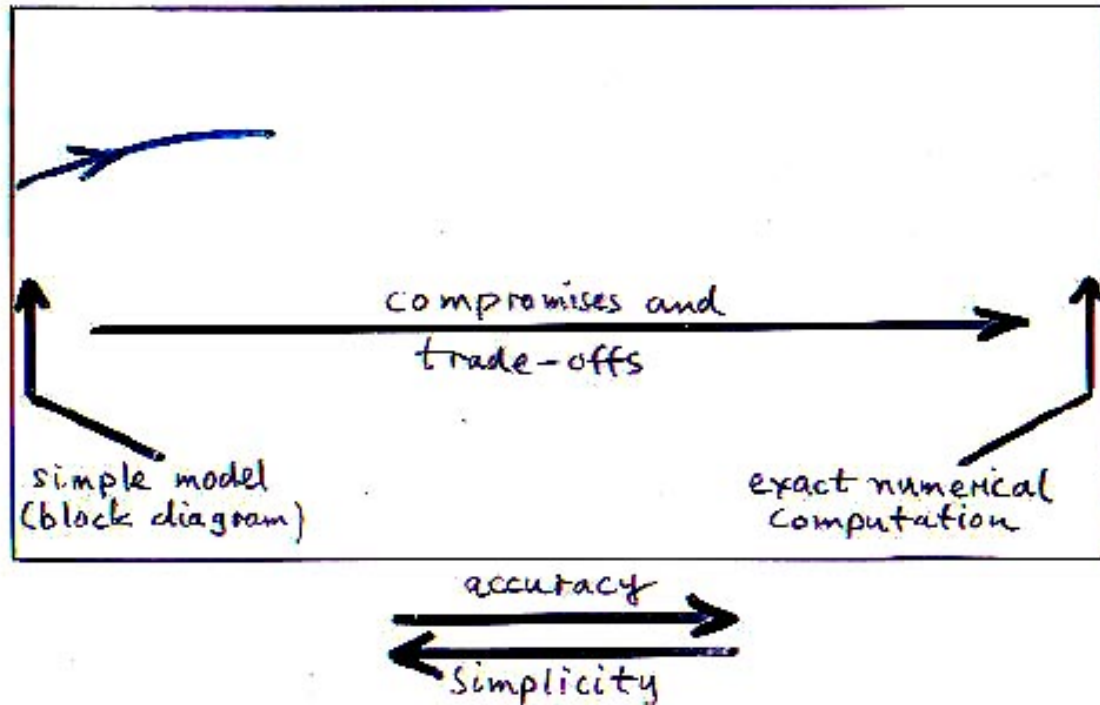 compromises and
trade-offs
simple model
(block diagram)
exact numerical
computation
accuracy
simplicity